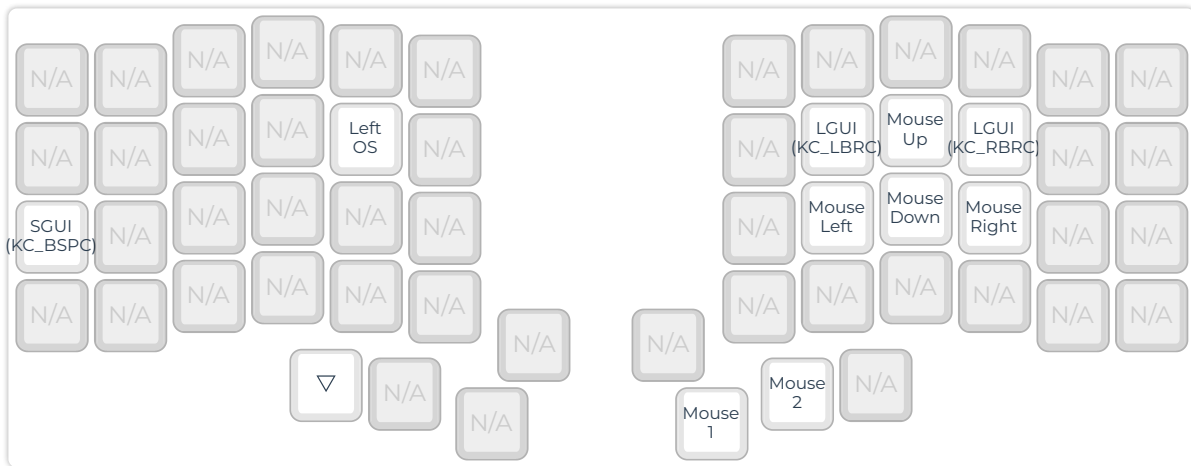 N/A N/A N/A N/A N/A N/A N/A N/A N/A N/A N/A N/A
N/A N/A N/A N/A Left N/A N/A LGUI Mouse LGUI N/A N/A
OS (KC_LBRC) Up (KC_RBRC)
SGUI N/A N/A N/A N/A N/A N/A Mouse Mouse Mouse N/A N/A
(KC_BSPC) Left Down Right
N/A N/A N/A N/A N/A N/A N/A N/A N/A N/A N/A N/A
N/A N/A
▽ N/A N/A Mouse Mouse N/A
1 2